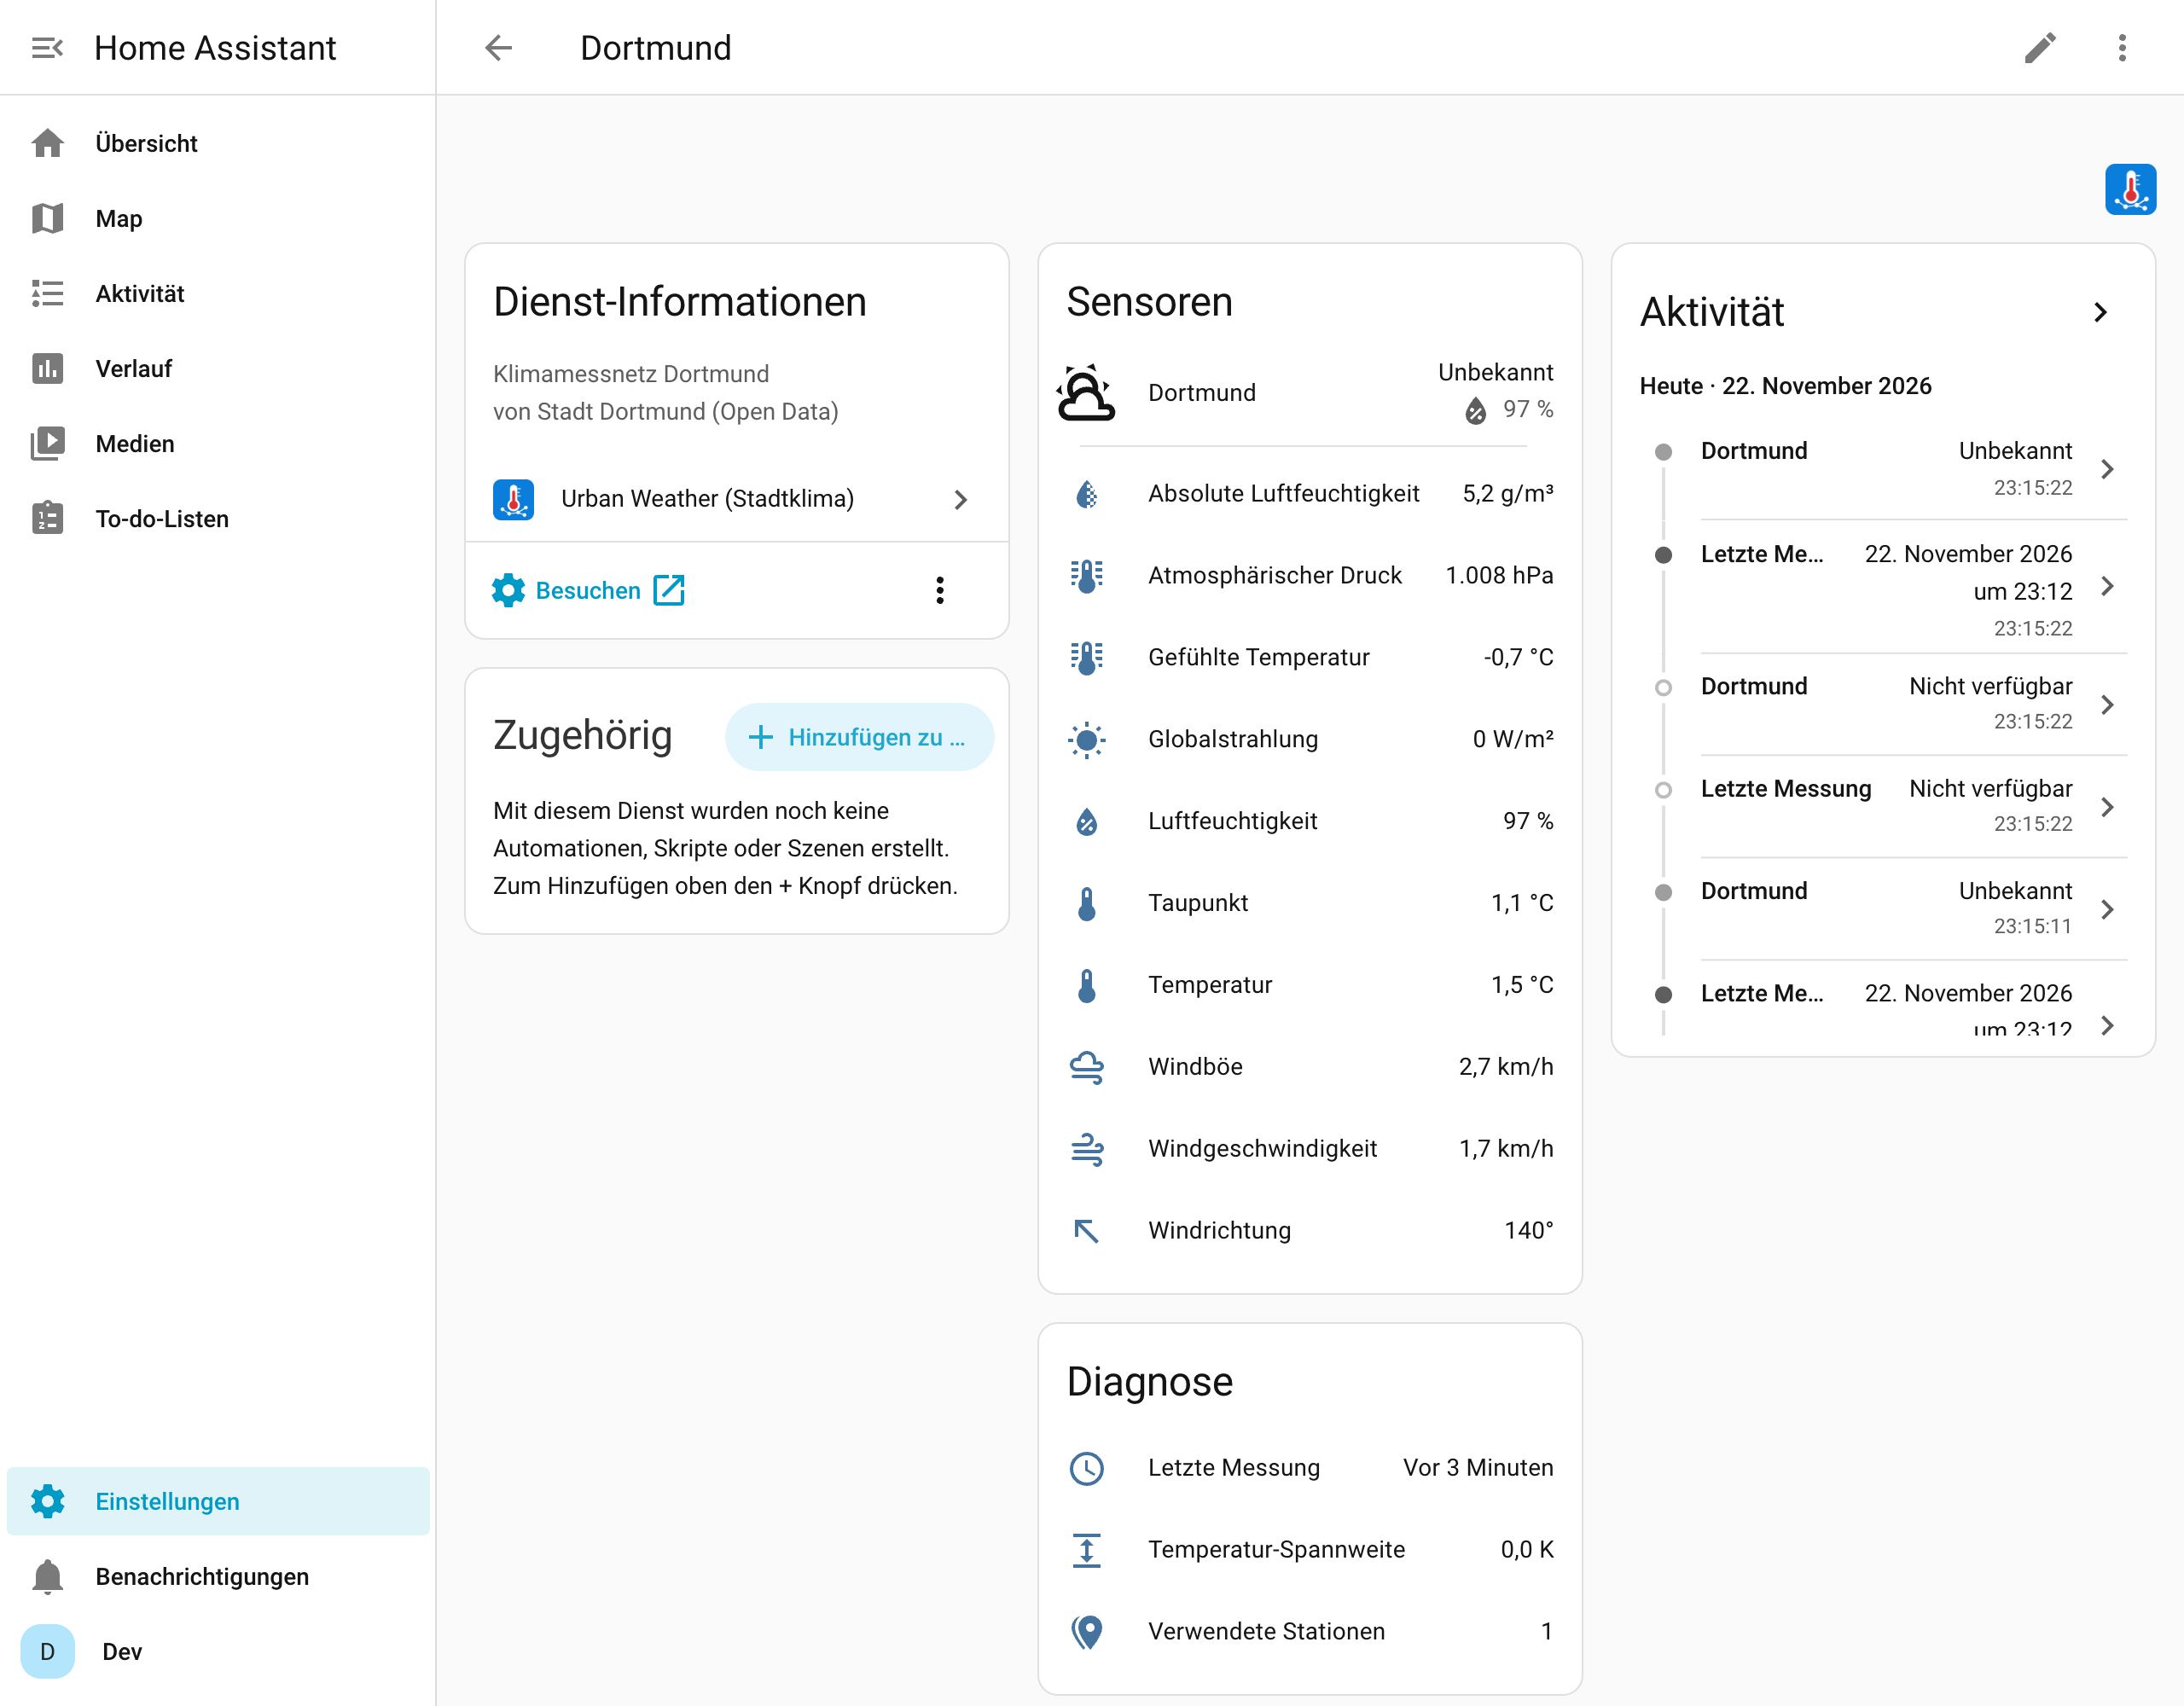 Home Assistant
Übersicht
Map
Aktivität
Verlauf
Medien
To-do-Listen
Einstellungen
Benachrichtigungen
D
Dev
Dortmund
Dienst-Informationen
Klimamessnetz Dortmund
von Stadt Dortmund (Open Data)
Urban Weather (Stadtklima)
Besuchen
Zugehörig
Hinzufügen zu ...
Mit diesem Dienst wurden noch keine
Automationen, Skripte oder Szenen erstellt.
Zum Hinzufügen oben den + Knopf drücken.
Sensoren
Dortmund
Unbekannt
97 %
Absolute Luftfeuchtigkeit 5,2 g/m³
Atmosphärischer Druck 1.008 hPa
Gefühlte Temperatur -0,7 °C
Globalstrahlung 0 W/m²
Luftfeuchtigkeit 97 %
Taupunkt 1,1 °C
Temperatur 1,5 °C
Windböe 2,7 km/h
Windgeschwindigkeit 1,7 km/h
Windrichtung 140°
Diagnose
Letzte Messung Vor 3 Minuten
Temperatur-Spannweite 0,0 K
Verwendete Stationen 1
Aktivität
Heute · 22. November 2026
Dortmund Unbekannt
23:15:22
Letzte Me... 22. November 2026
um 23:12
23:15:22
Dortmund Nicht verfügbar
23:15:22
Letzte Messung Nicht verfügbar
23:15:22
Dortmund Unbekannt
23:15:11
Letzte Me... 22. November 2026
um 23:12